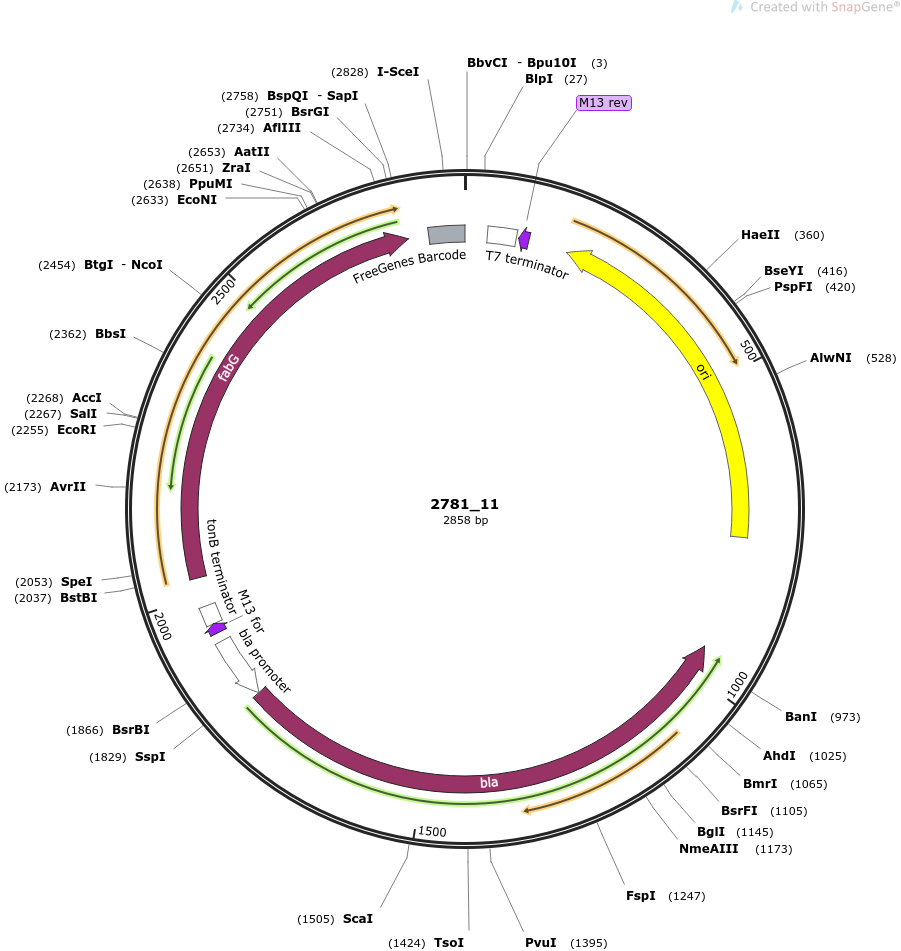 Created with SnapGene®
(2828) I-SceI
BbvCI - Bpu10I (3)
BlpI (27)
M13 rev
(2758) BspQI - SapI
(2751) BsrGI
(2734) AflIII
(2653) AatII
(2651) ZraI
(2638) PpuMI
(2633) EcoNI
(2454) BtgI - NcoI
(2362) BbsI
(2268) AccI
(2267) SalI
(2255) EcoRI
(2173) AvrII
(2053) SpeI
(2037) BstBI
(1866) BsrBI
(1829) SspI
(1505) ScaI
(1424) TsoI
PvuI (1395)
FspI (1247)
NmeAIII (1173)
BglI (1145)
BsrFI (1105)
BmrI (1065)
AhdI (1025)
BanI (973)
AlwNI (528)
PspFI (420)
BseYI (416)
HaeII (360)
FreeGenes Barcode
T7 terminator
ori
fabG
tonB terminator
M13 for
bla promoter
bla
500
1000
1500
2000
2500
2781_11
2858 bp